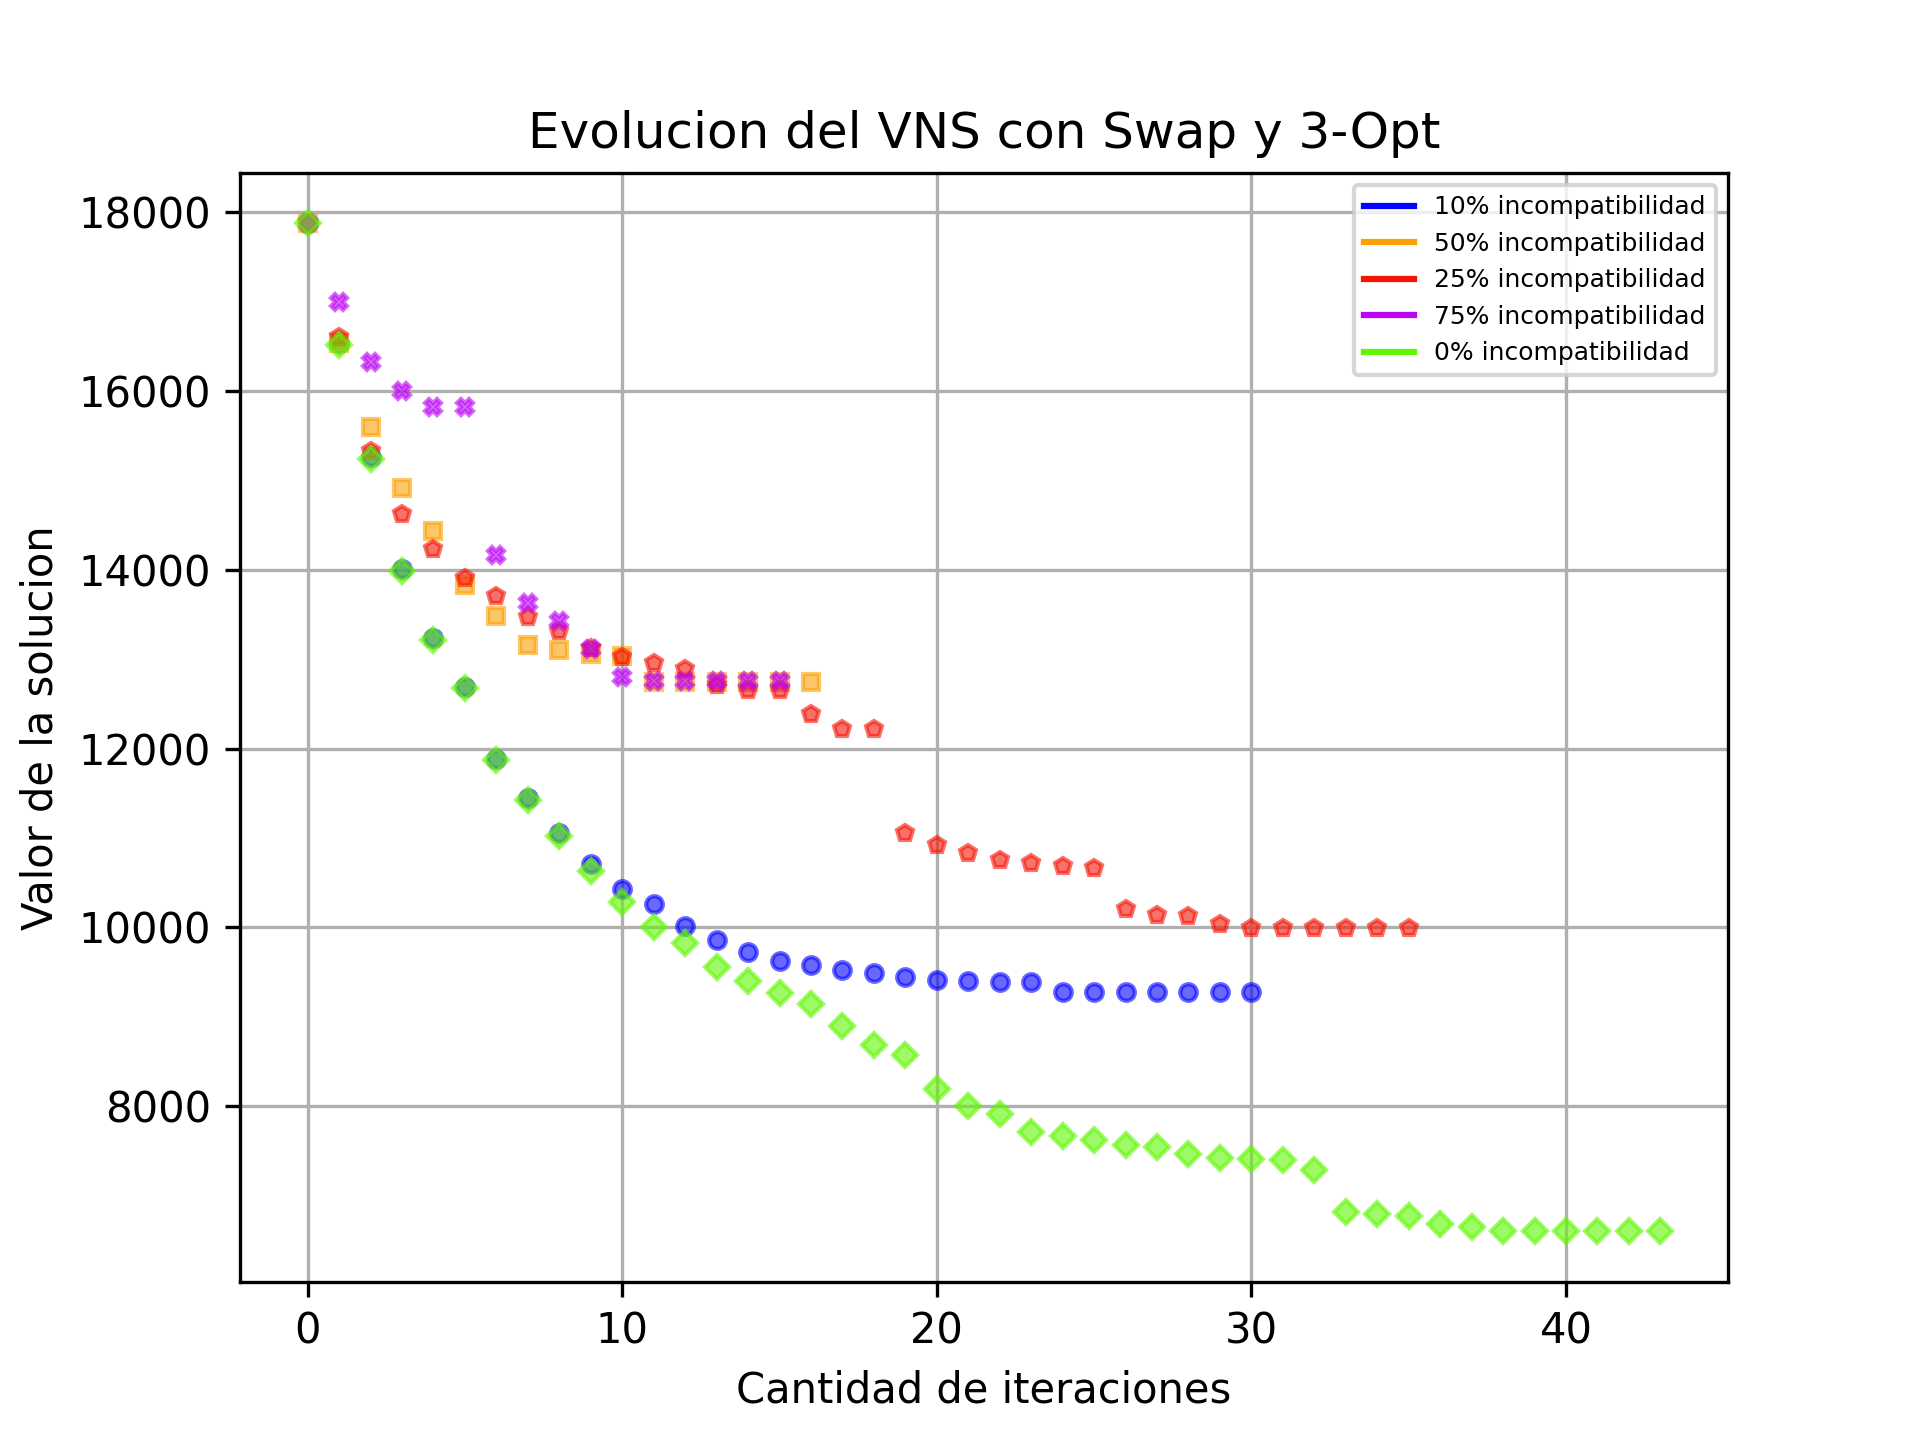 Evolucion del VNS con Swap y 3-Opt
18000
16000
14000
12000
10000
8000
Valor de la solucion
10% incompatibilidad
50% incompatibilidad
25% incompatibilidad
75% incompatibilidad
0% incompatibilidad
0 10 20 30 40
Cantidad de iteraciones